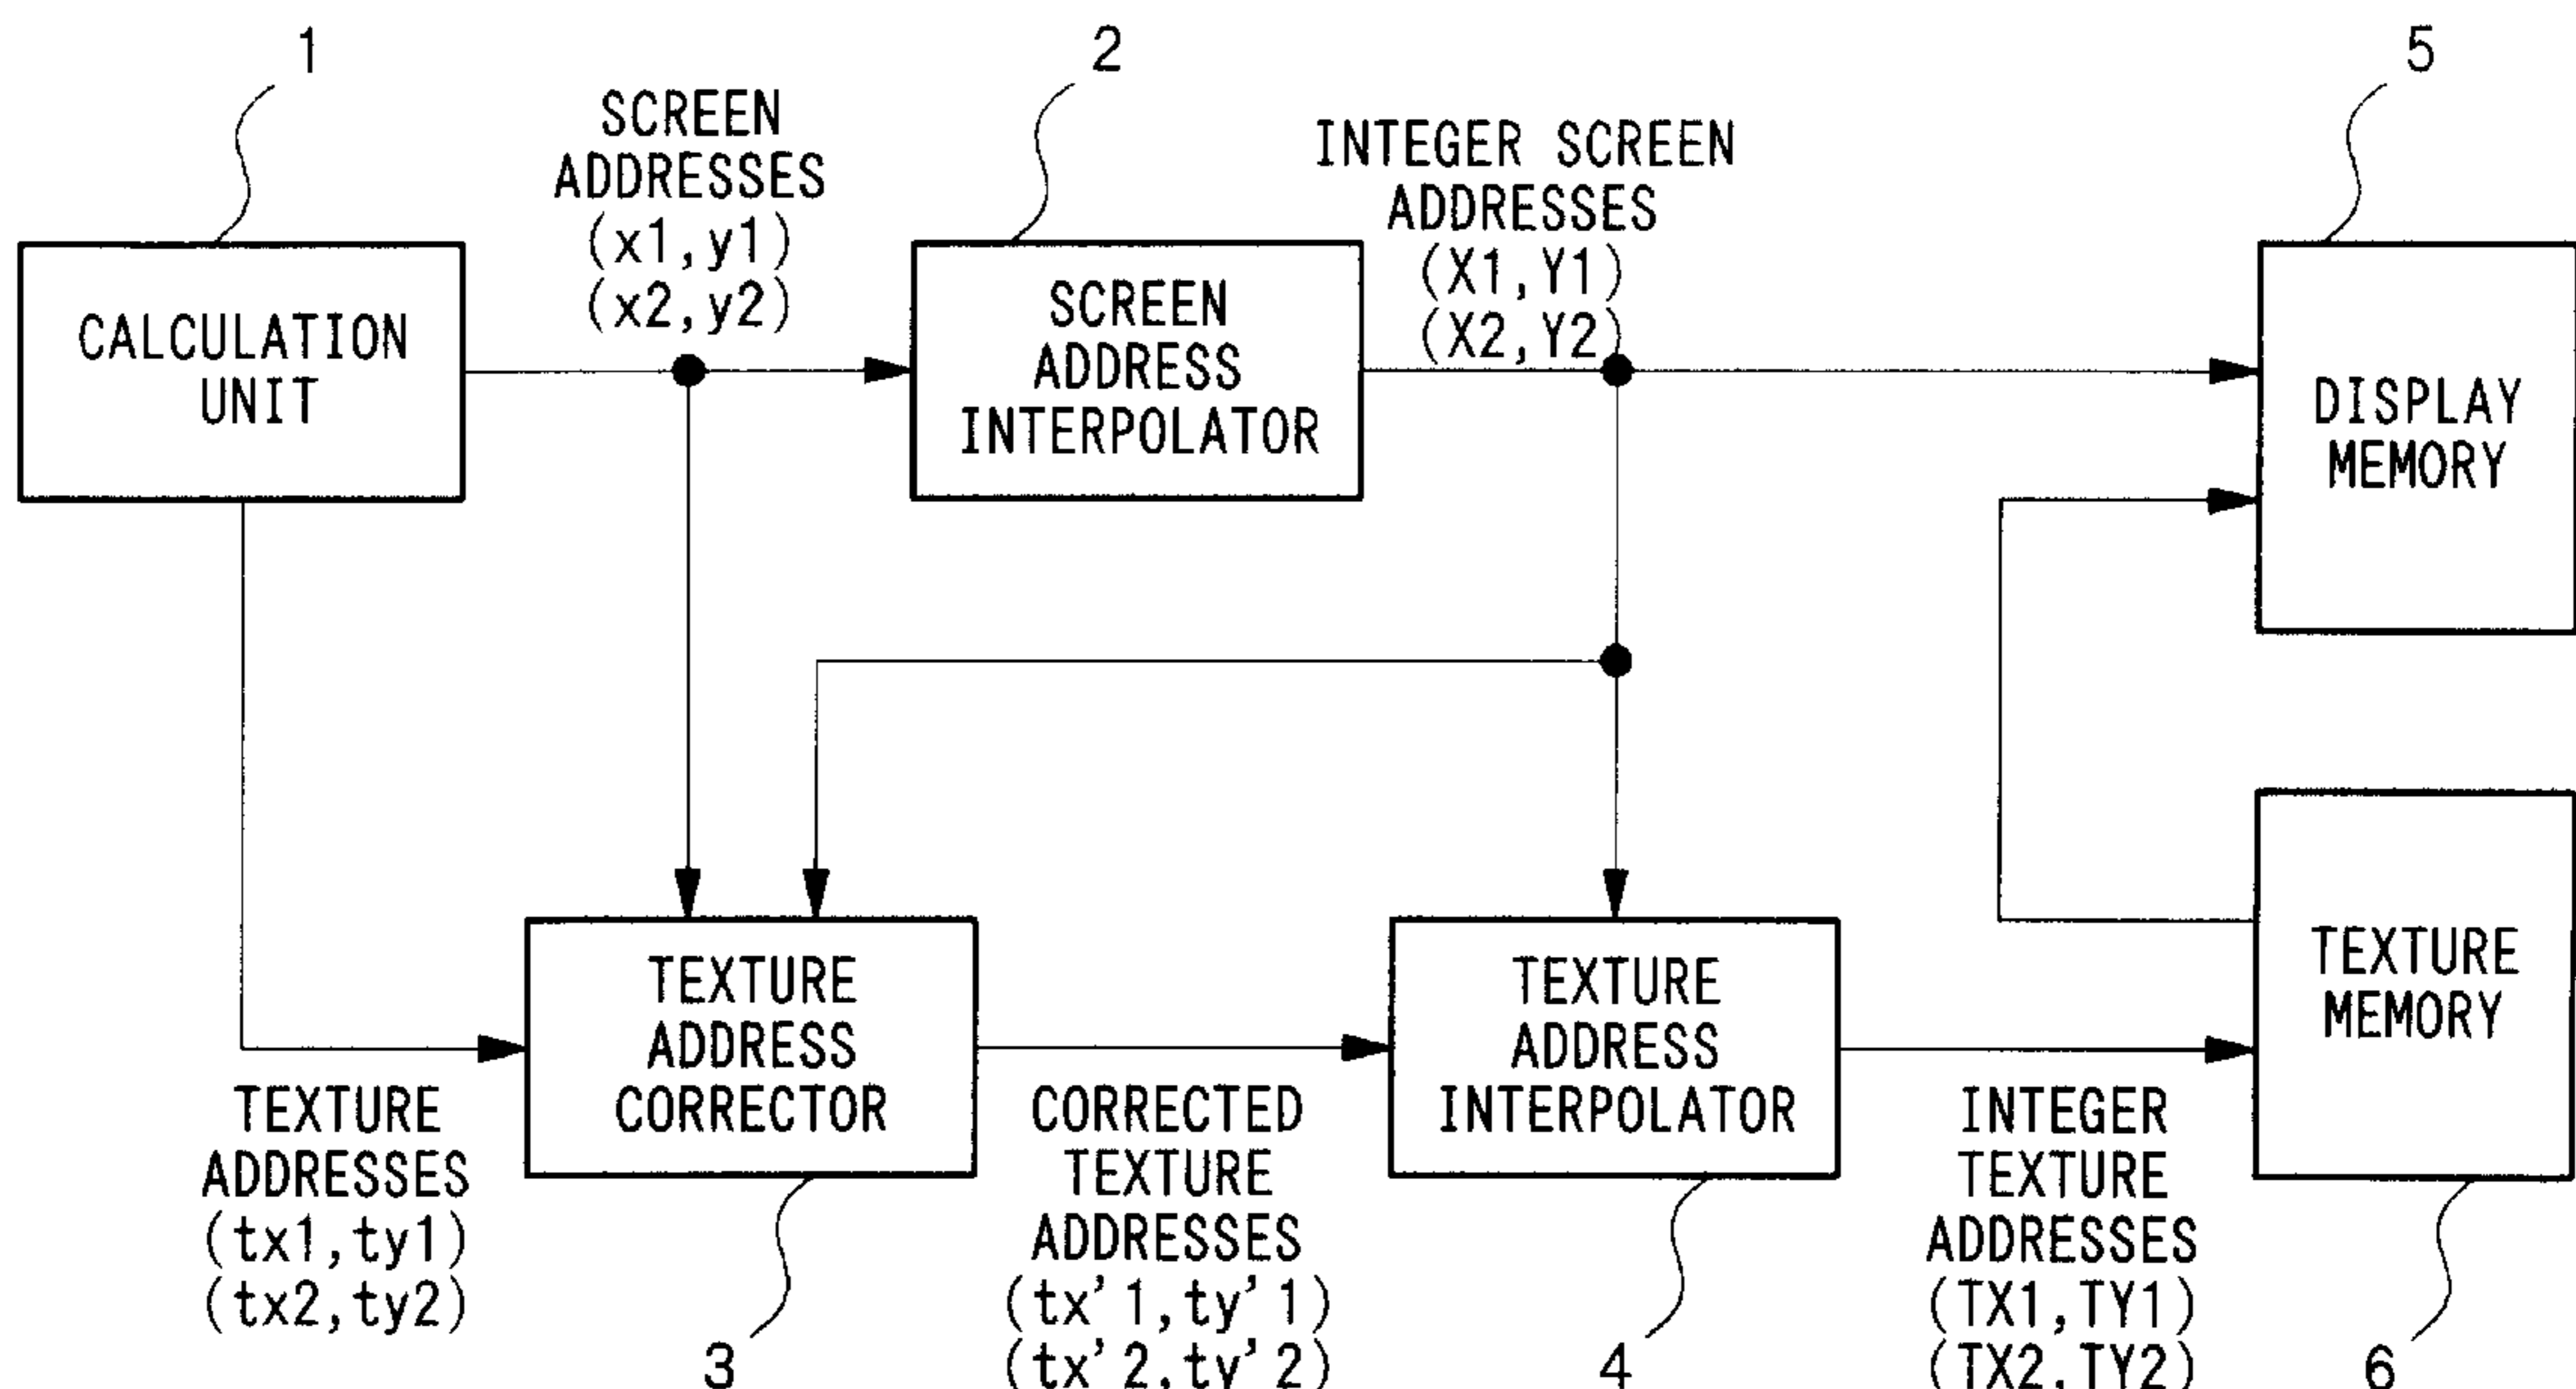 1
2
5
SCREEN
ADDRESSES
(x1,y1)
(x2,y2)
INTEGER SCREEN
ADDRESSES
(X1,Y1)
(X2,Y2)
CALCULATION
UNIT
SCREEN
ADDRESS
INTERPOLATOR
DISPLAY
MEMORY
TEXTURE
ADDRESS
CORRECTOR
TEXTURE
ADDRESS
INTERPOLATOR
TEXTURE
MEMORY
TEXTURE
ADDRESSES
(tx1,ty1)
(tx2,ty2)
CORRECTED
TEXTURE
ADDRESSES
(tx'1,ty'1)
(tx'2,ty'2)
INTEGER
TEXTURE
ADDRESSES
(TX1,TY1)
(TX2,TY2)
3
4
6